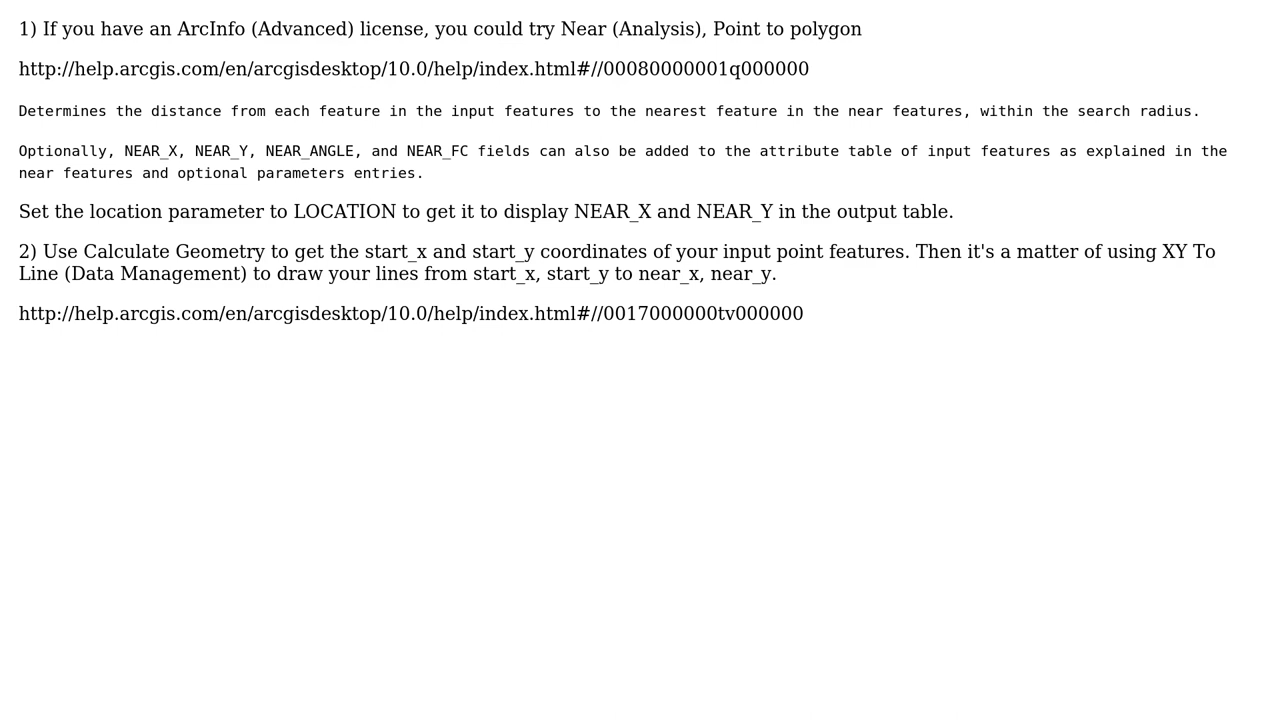 1) If you have an ArcInfo (Advanced) license, you could try Near (Analysis), Point to polygon
http://help.arcgis.com/en/arcgisdesktop/10.0/help/index.html#//00080000001q000000
Determines the distance from each feature in the input features to the nearest feature in the near features, within the search radius.
Optionally, NEAR_X, NEAR_Y, NEAR_ANGLE, and NEAR_FC fields can also be added to the attribute table of input features as explained in the
near features and optional parameters entries.
Set the location parameter to LOCATION to get it to display NEAR_X and NEAR_Y in the output table.
2) Use Calculate Geometry to get the start_x and start_y coordinates of your input point features. Then it's a matter of using XY To
Line (Data Management) to draw your lines from start_x, start_y to near_x, near_y.
http://help.arcgis.com/en/arcgisdesktop/10.0/help/index.html#//0017000000tv000000